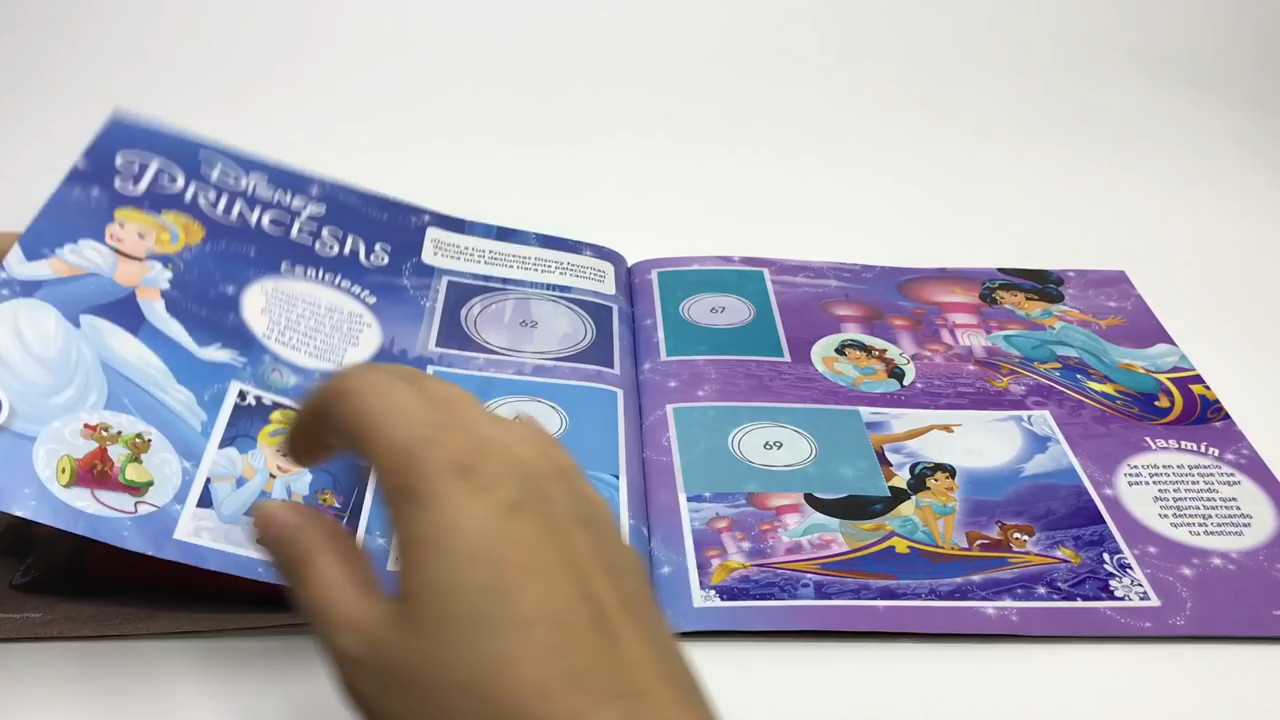 Disney
PRINCESAS
¡Únete a tus Princesas Disney favoritas,
descubre el deslumbrante palacio real
y crea una bonita tiara por el camino!
Cenicienta
62
67
69
Jasmín
Se crió en el palacio
real, pero tuvo que irse
para encontrar su lugar
en el mundo.
¡No permitas que
ninguna barrera
te detenga cuando
quieras cambiar
tu destino!
Disney/Pixar